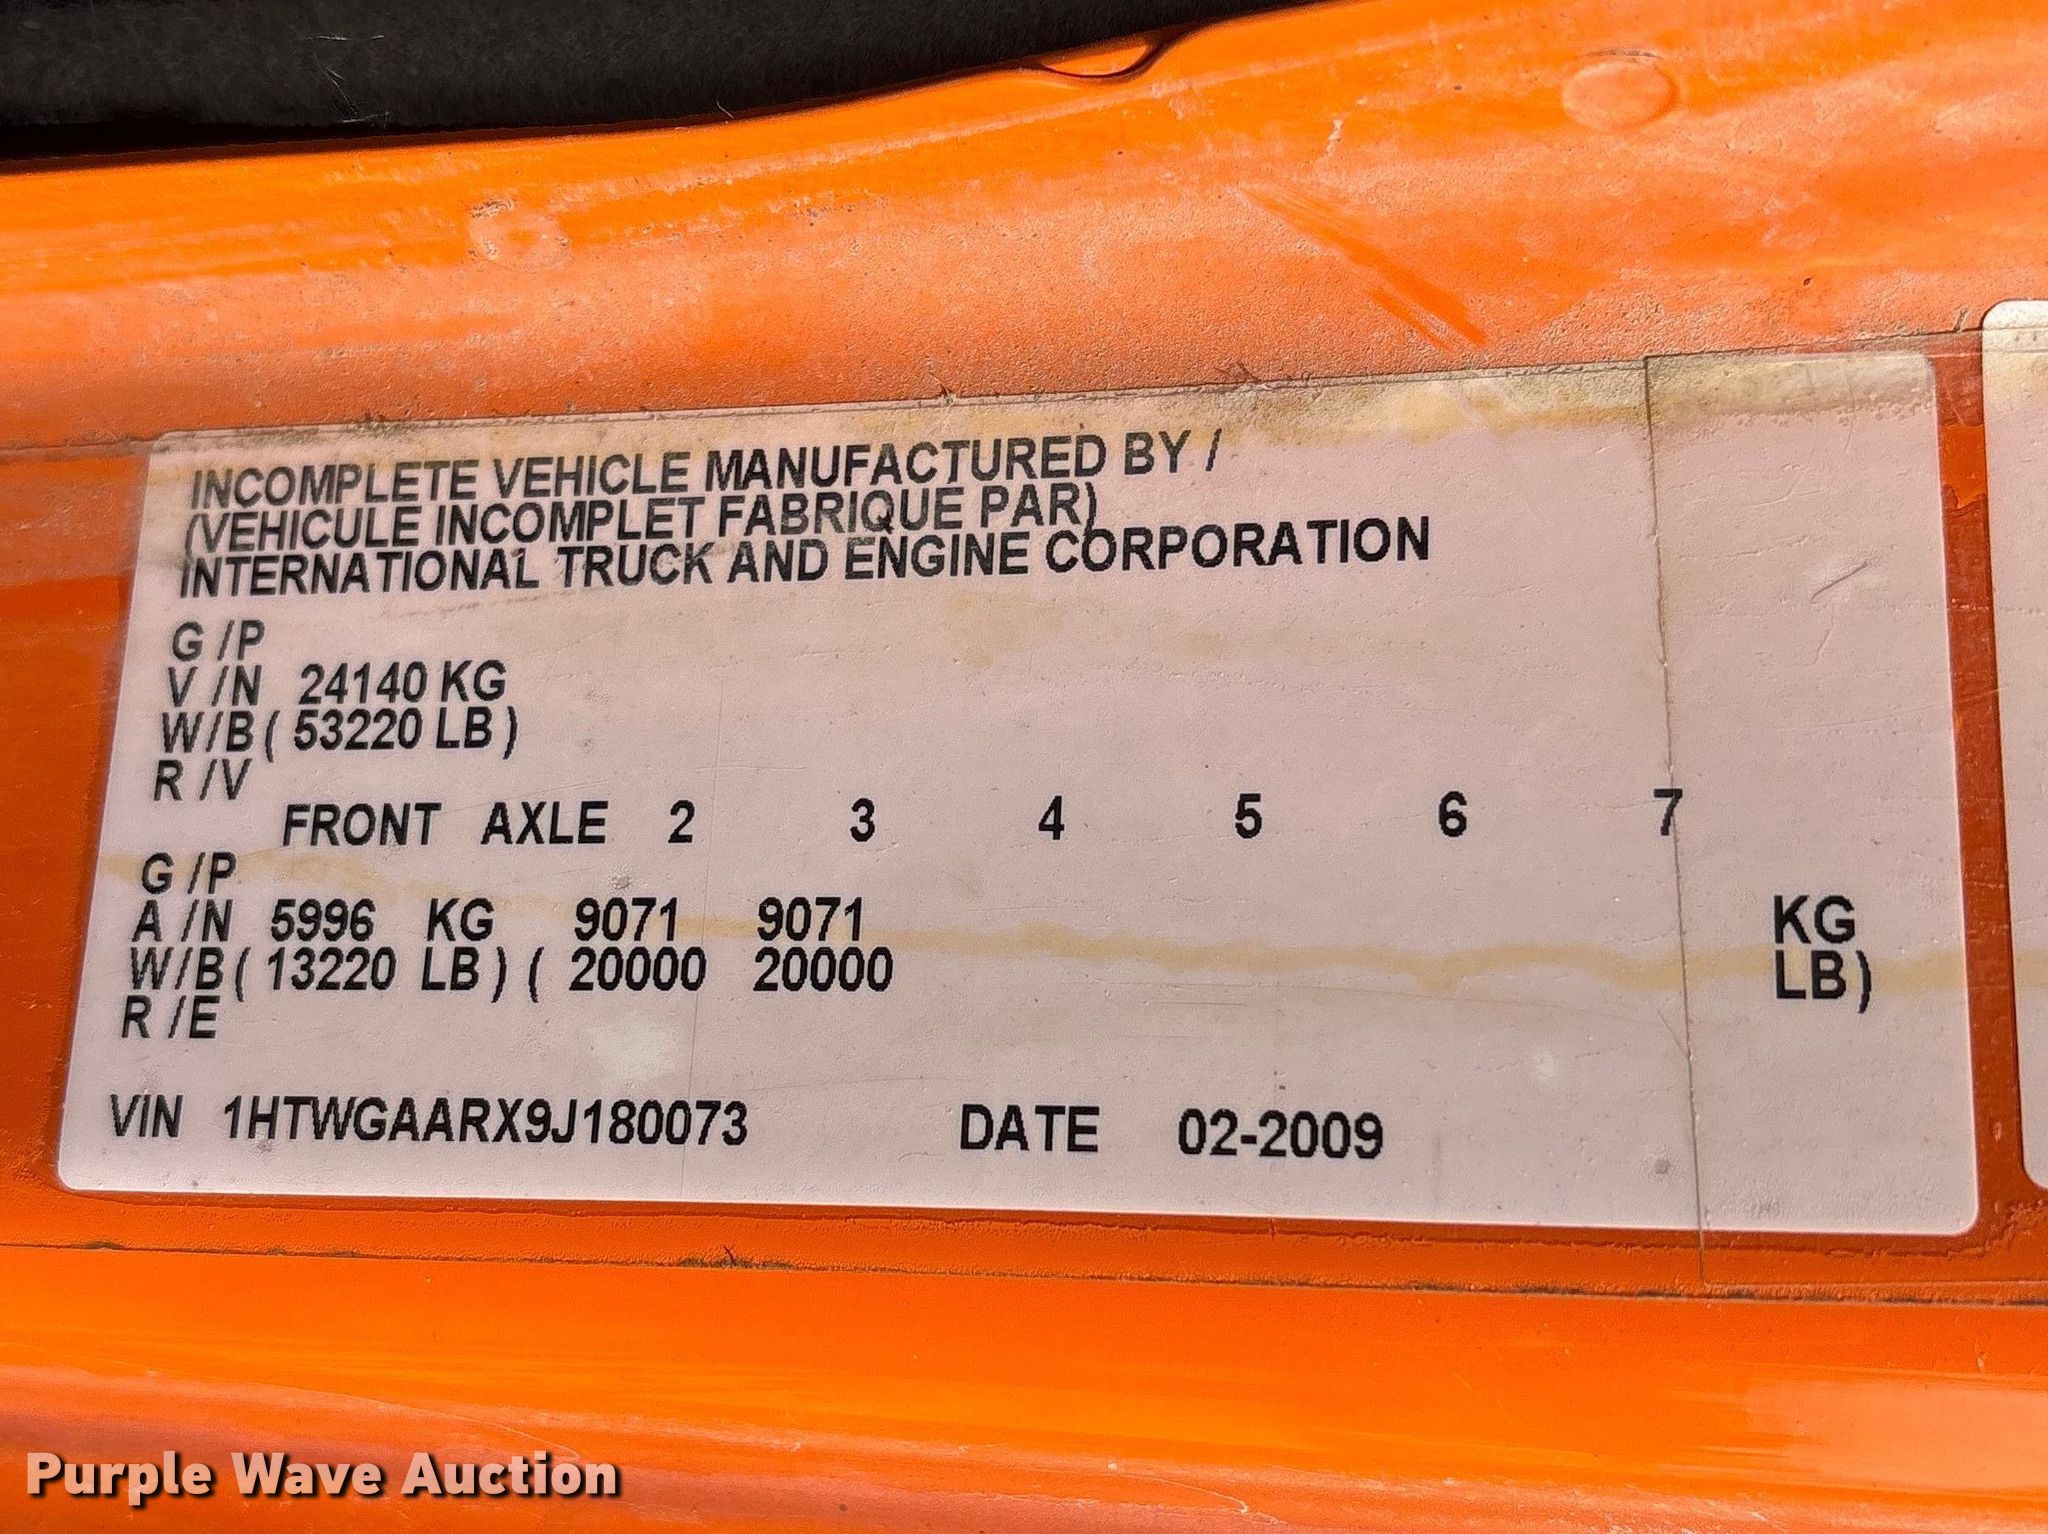 INCOMPLETE VEHICLE MANUFACTURED BY /
(VEHICULE INCOMPLET FABRIQUE PAR)
INTERNATIONAL TRUCK AND ENGINE CORPORATION
G /P
V /N 24140 KG
W/B ( 53220 LB )
R /V
FRONT AXLE 2 3 4 5 6 7
G /P
A /N 5996 KG 9071 9071 KG
W/B ( 13220 LB ) ( 20000 20000 LB )
R /E
VIN 1HTWGAARX9J180073 DATE 02-2009
Purple Wave Auction